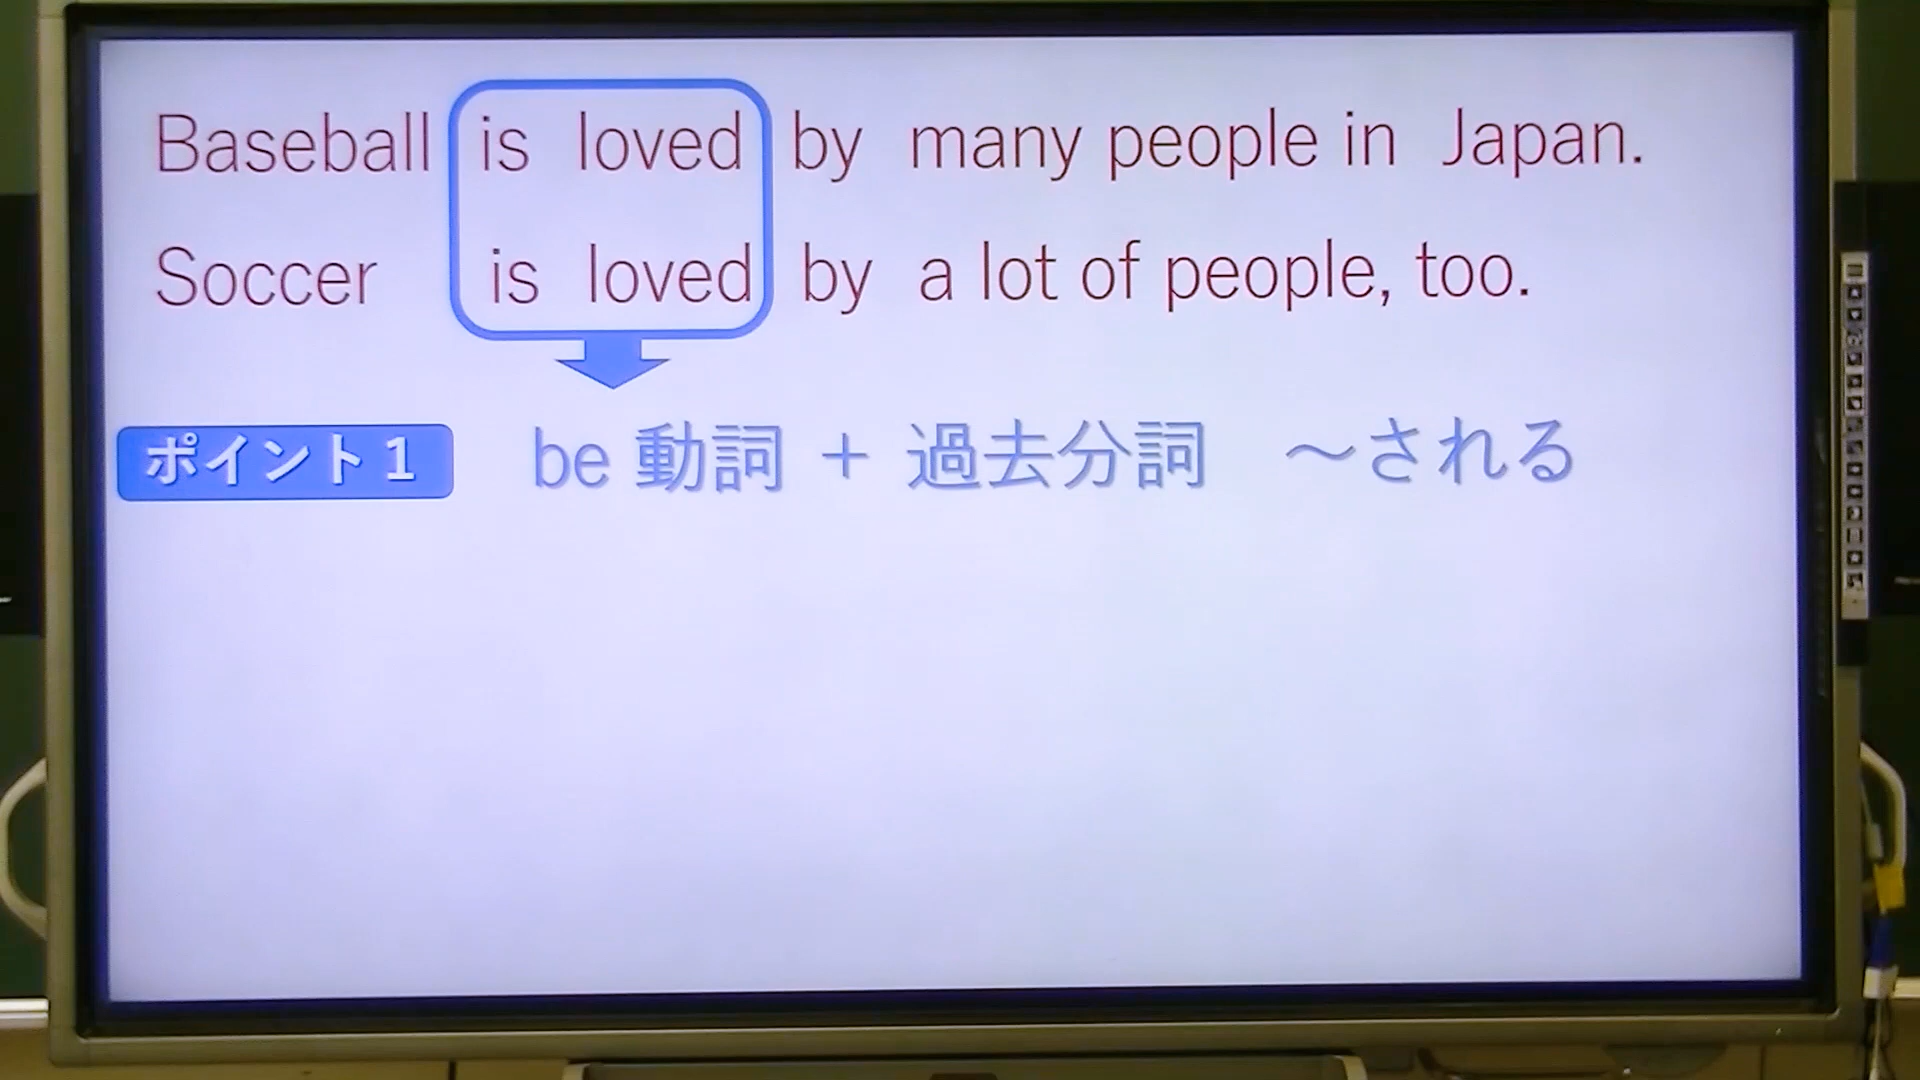 Baseball is loved by many people in Japan.
Soccer is loved by a lot of people, too.
ポイント1 be 動詞 + 過去分詞 ～される